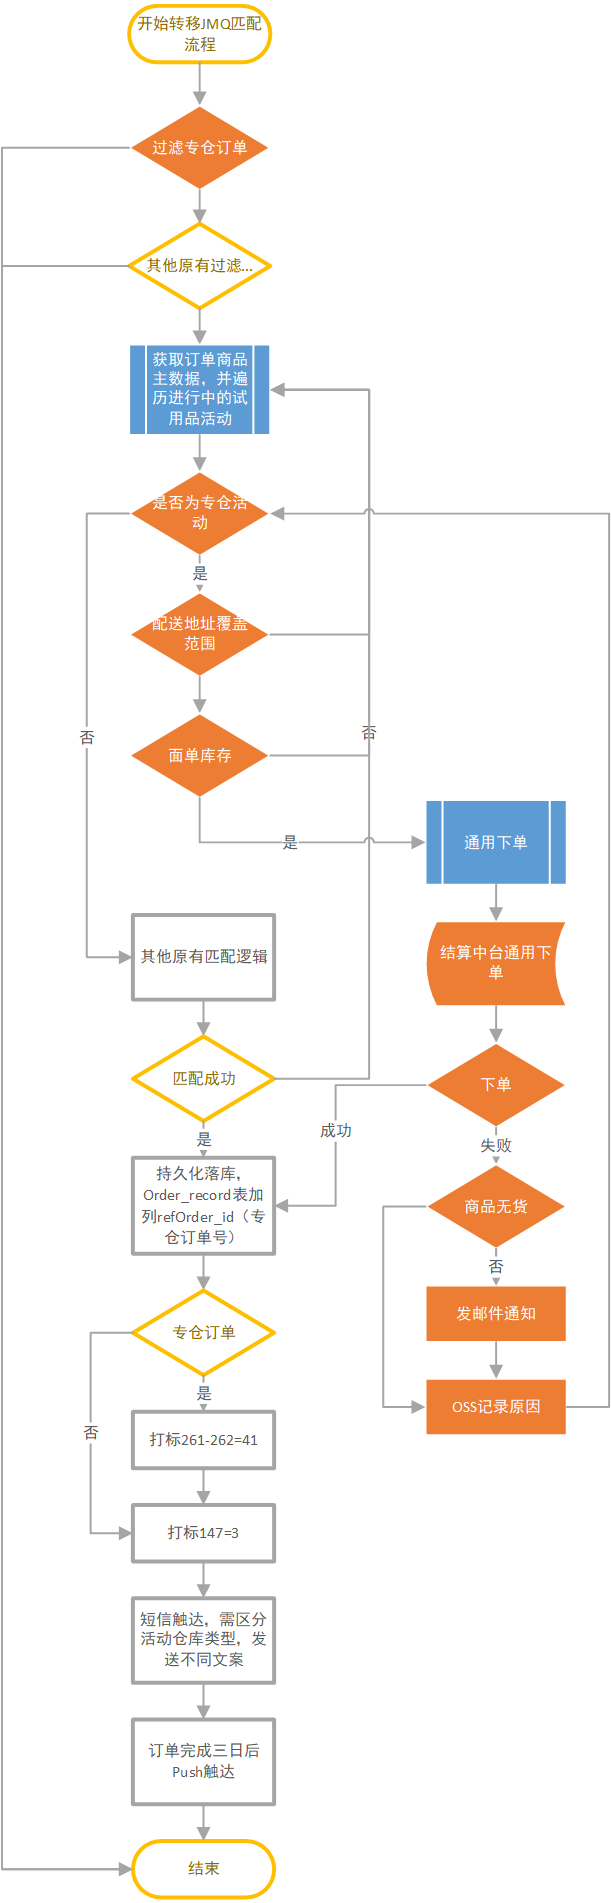 开始转移JMQ匹配
流程
过滤专仓订单
其他原有过滤...
获取订单商品
主数据，并遍
历进行中的试
用品活动
是否为专仓活
动
是
配送地址覆盖
范围
否
否
面单库存
是
通用下单
其他原有匹配逻辑
结算中台通用下
单
匹配成功
下单
成功
是
失败
持久化落库，
Order_record表加
列refOrder_id（专
仓订单号）
商品无货
否
发邮件通知
专仓订单
是
否
OSS记录原因
打标261-262=41
打标147=3
短信触达，需区分
活动仓库类型，发
送不同文案
订单完成三日后
Push触达
结束